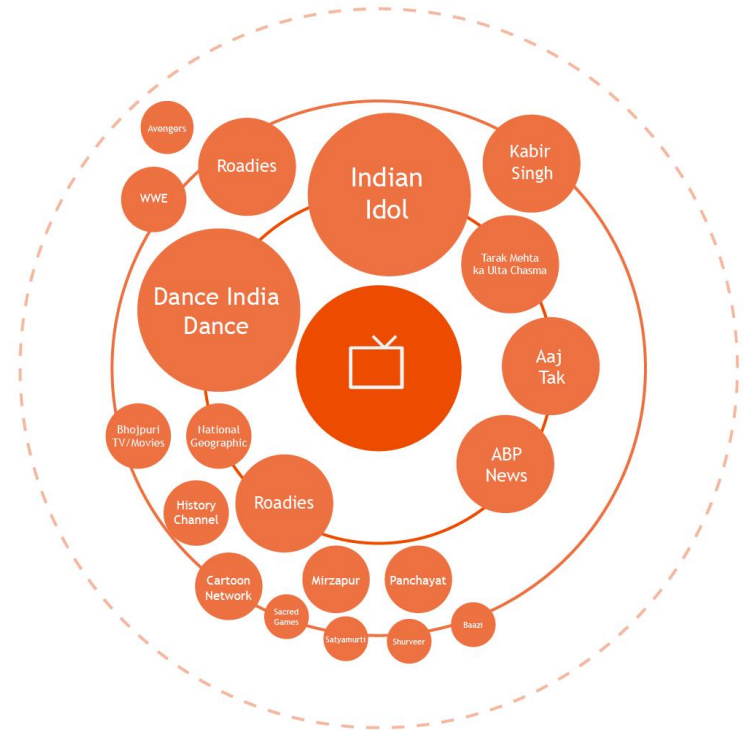 Avengers
Roadies
Indian
Idol
Kabir
Singh
WWE
Tarak Mehta
ka Ulta Chasma
Dance India
Dance
Aaj
Tak
Bhojpuri
TV/Movies
National
Geographic
ABP
News
History
Channel
Roadies
Cartoon
Network
Mirzapur
Panchayat
Sacred
Games
Satyamurti
Shurveer
Baazi